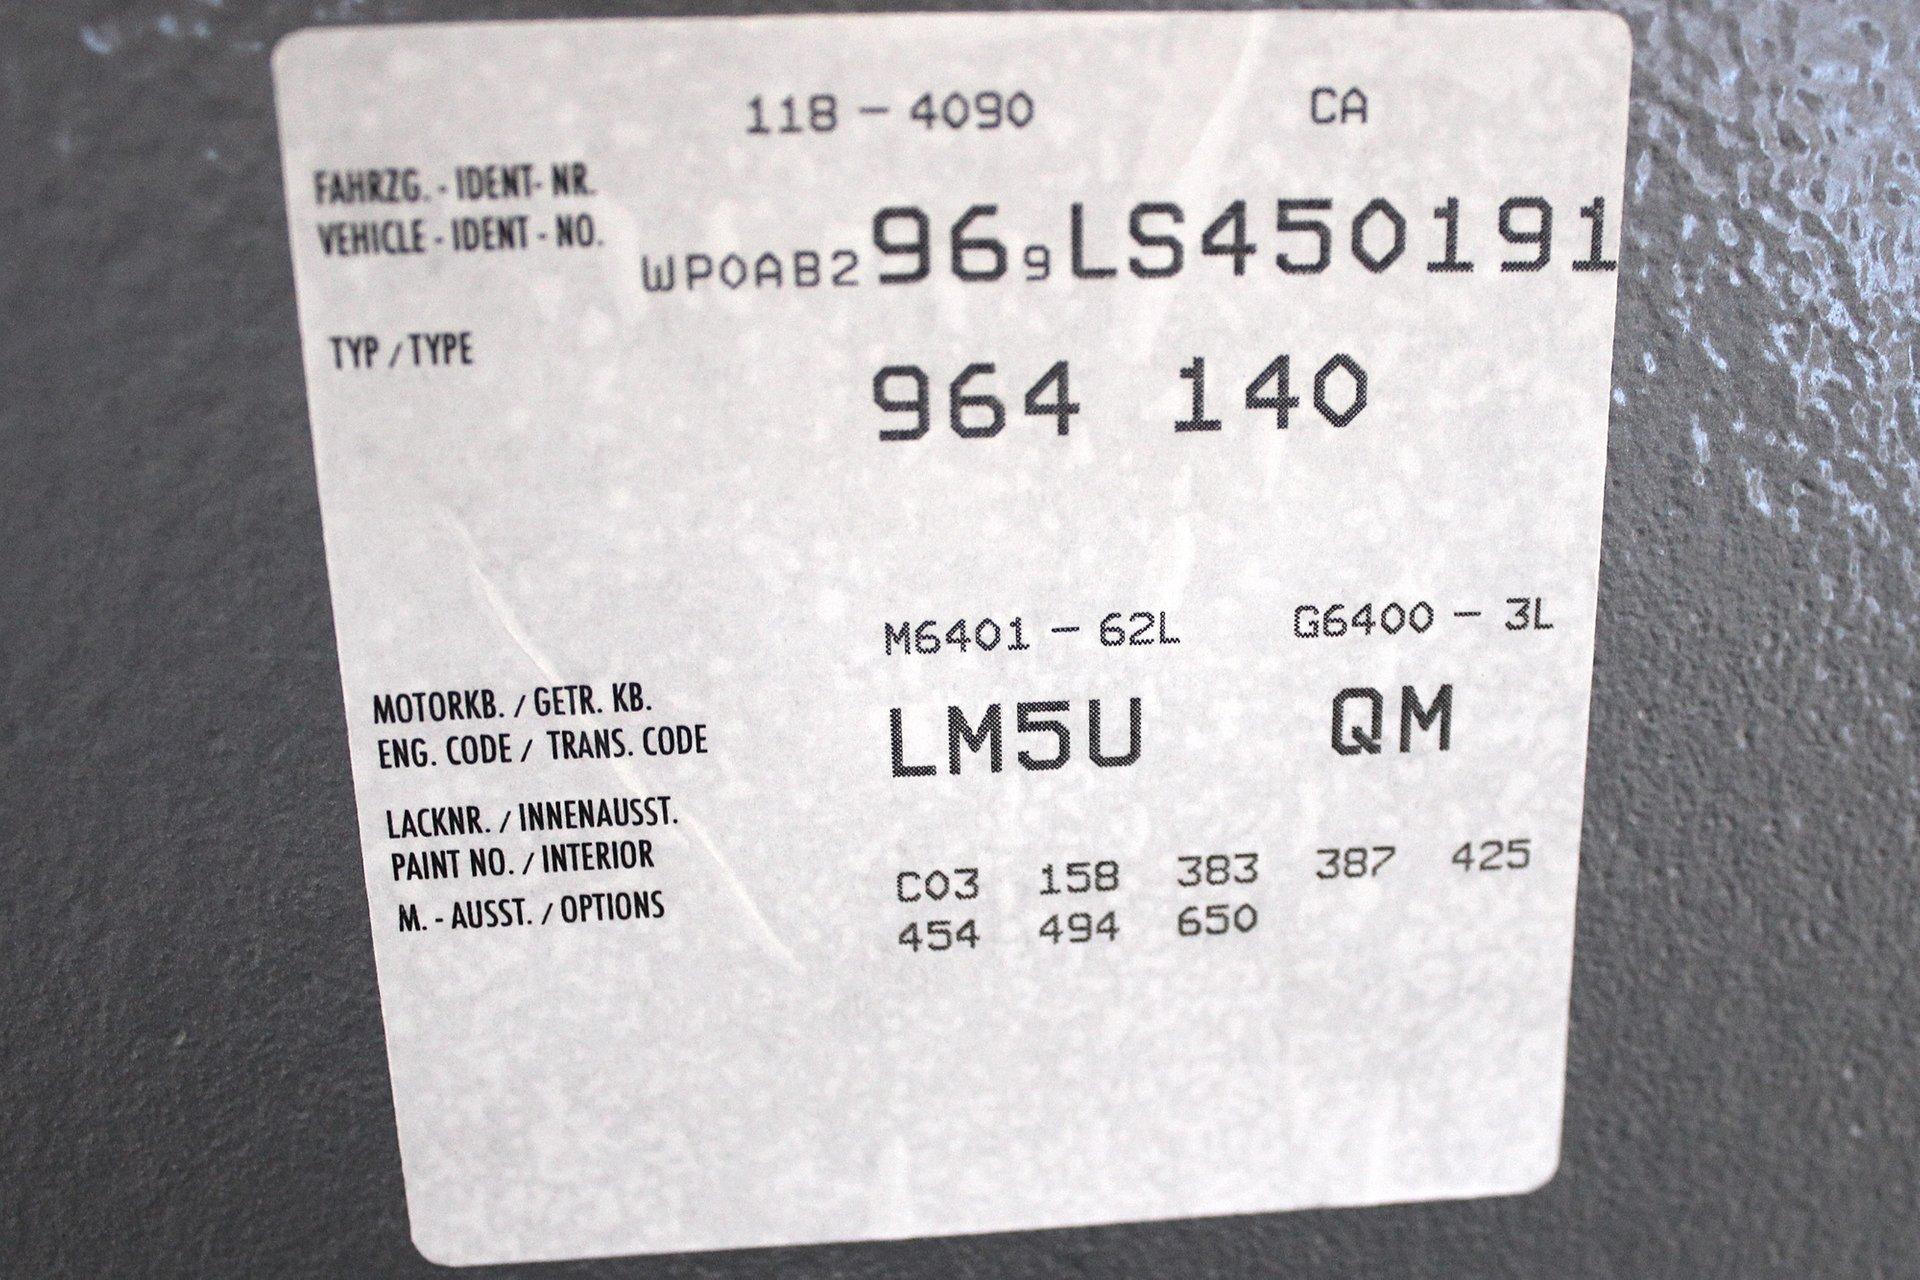 118 - 4090 CA
FAHRZG. - IDENT- NR.
VEHICLE - IDENT - NO. WP0AB2969LS450191
TYP / TYPE 964 140
M6401 - 62L G6400 - 3L
MOTORKB. / GETR. KB.
ENG. CODE / TRANS. CODE LM5U QM
LACKNR. / INNENAUSST.
PAINT NO. / INTERIOR
C03 158 383 387 425
M. - AUSST. / OPTIONS 454 494 650